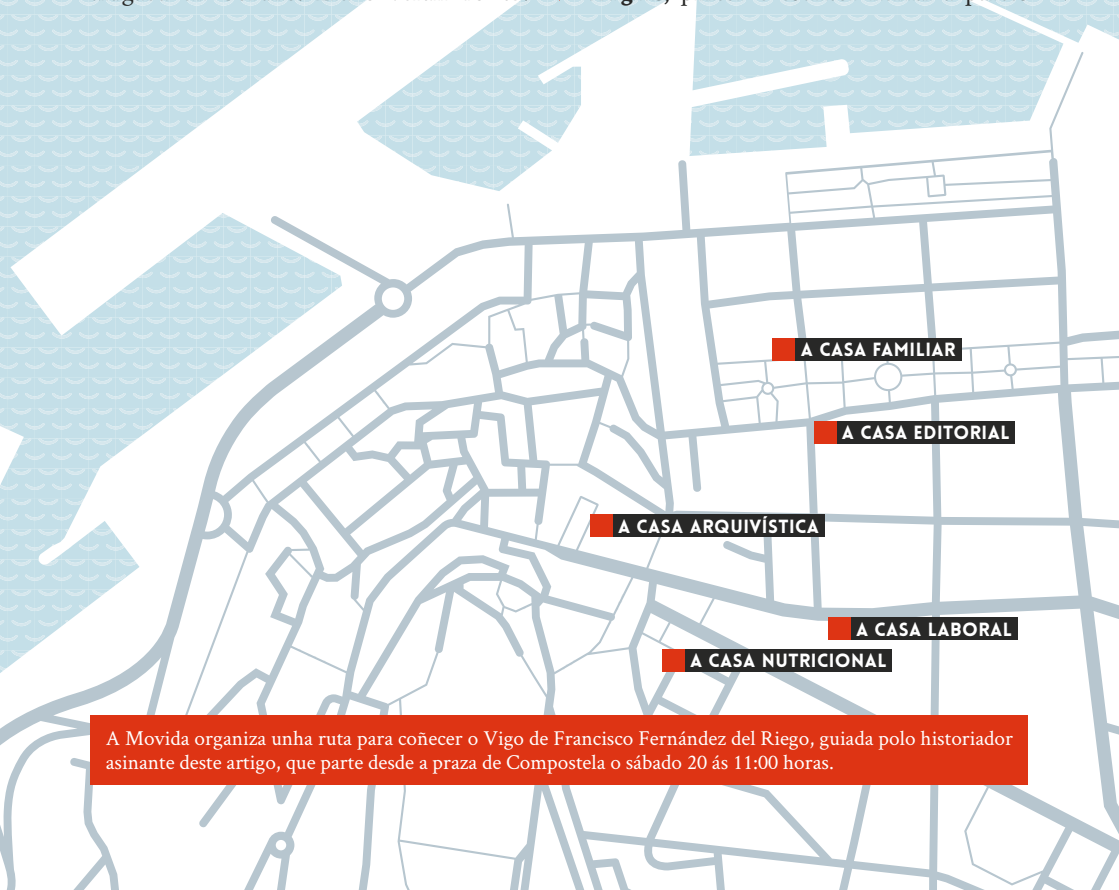 A CASA FAMILIAR
A CASA EDITORIAL
A CASA ARQUIVÍSTICA
A CASA LABORAL
A CASA NUTRICIONAL
A Movida organiza unha ruta para coñecer o Vigo de Francisco Fernández del Riego, guiada polo historiador
asinante deste artigo, que parte desde a praza de Compostela o sábado 20 ás 11:00 horas.